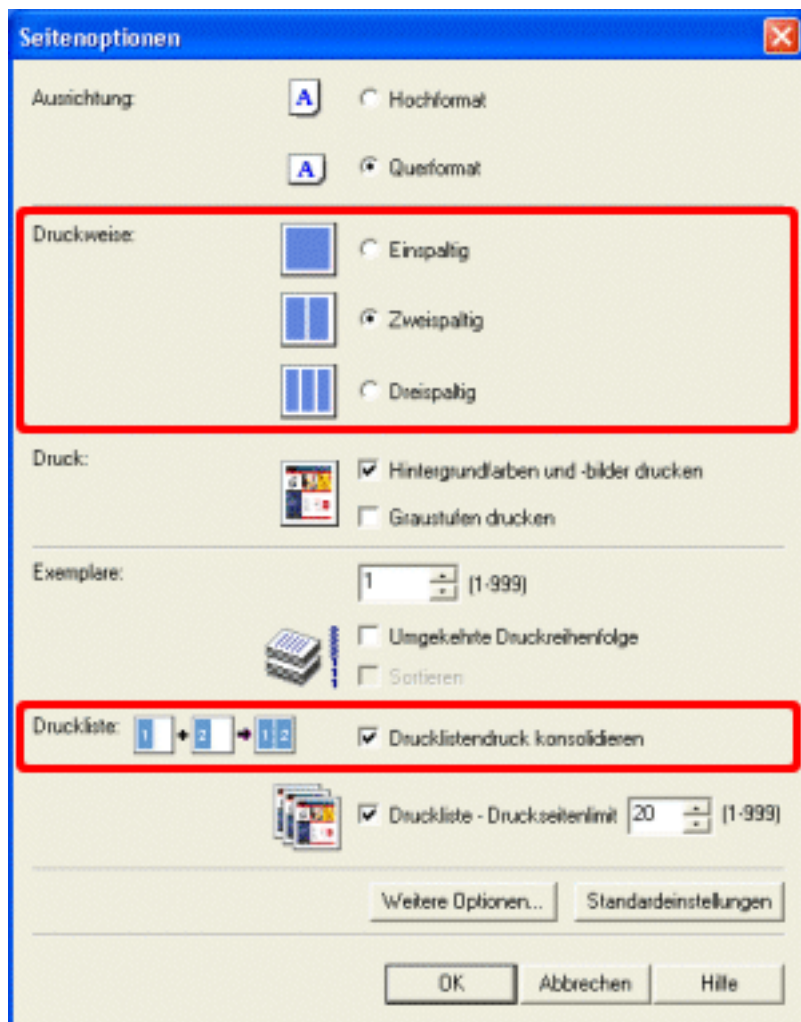 Seitenoptionen
Ausrichtung:
A
Hochformat
A
Querformat
Druckweise:
Einspaltig
Zweispaltig
Dreispaltig
Druck:
Hintergrundfarben und -bilder drucken
Graustufen drucken
Exemplare:
1 (1-999)
Umgekehrte Druckreihenfolge
Sortieren
Druckliste: 1 + 2 → 1 2 Drucklistendruck konsolidieren
Druckliste - Druckseitenlimit 20 (1-999)
Weitere Optionen... Standardeinstellungen
OK Abbrechen Hilfe